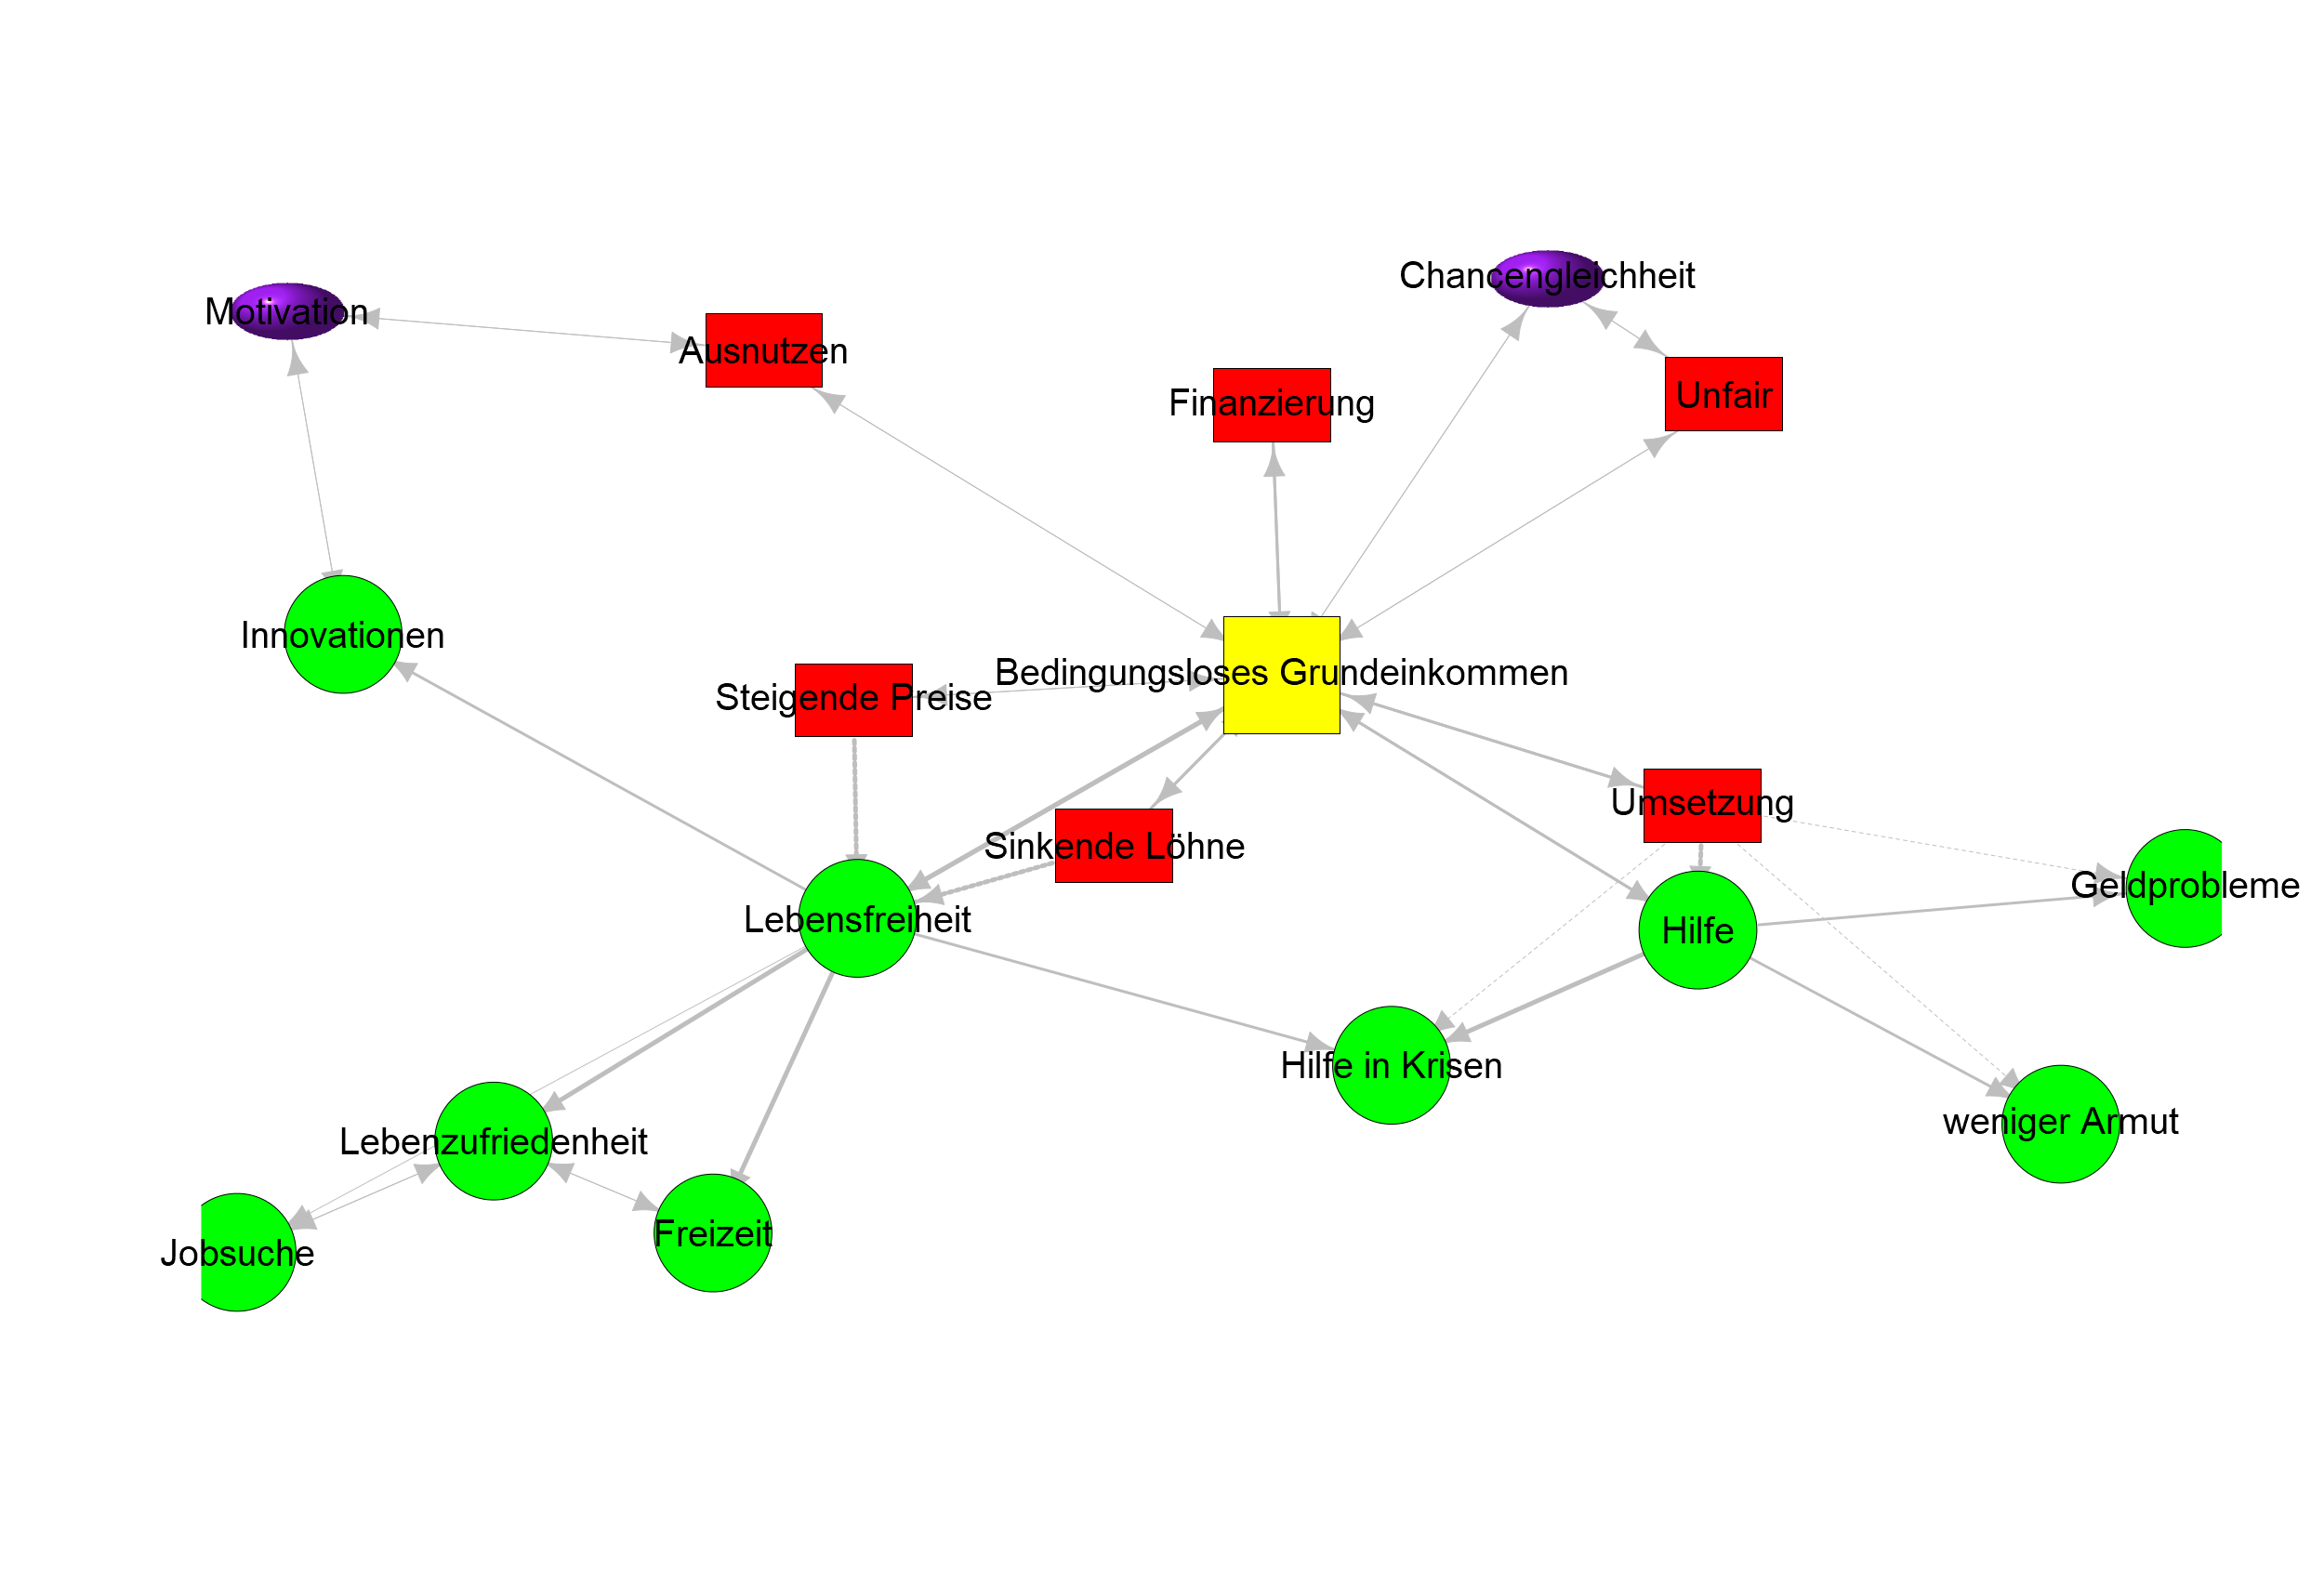 Chancengleichheit
Motivation
Ausnutzen
Unfair
Finanzierung
Innovationen
Bedingungsloses Grundeinkommen
Steigende Preise
Umsetzung
Sinkende Löhne
Geldprobleme
Lebensfreiheit
Hilfe
Hilfe in Krisen
weniger Armut
Lebenzufriedenheit
Freizeit
Jobsuche